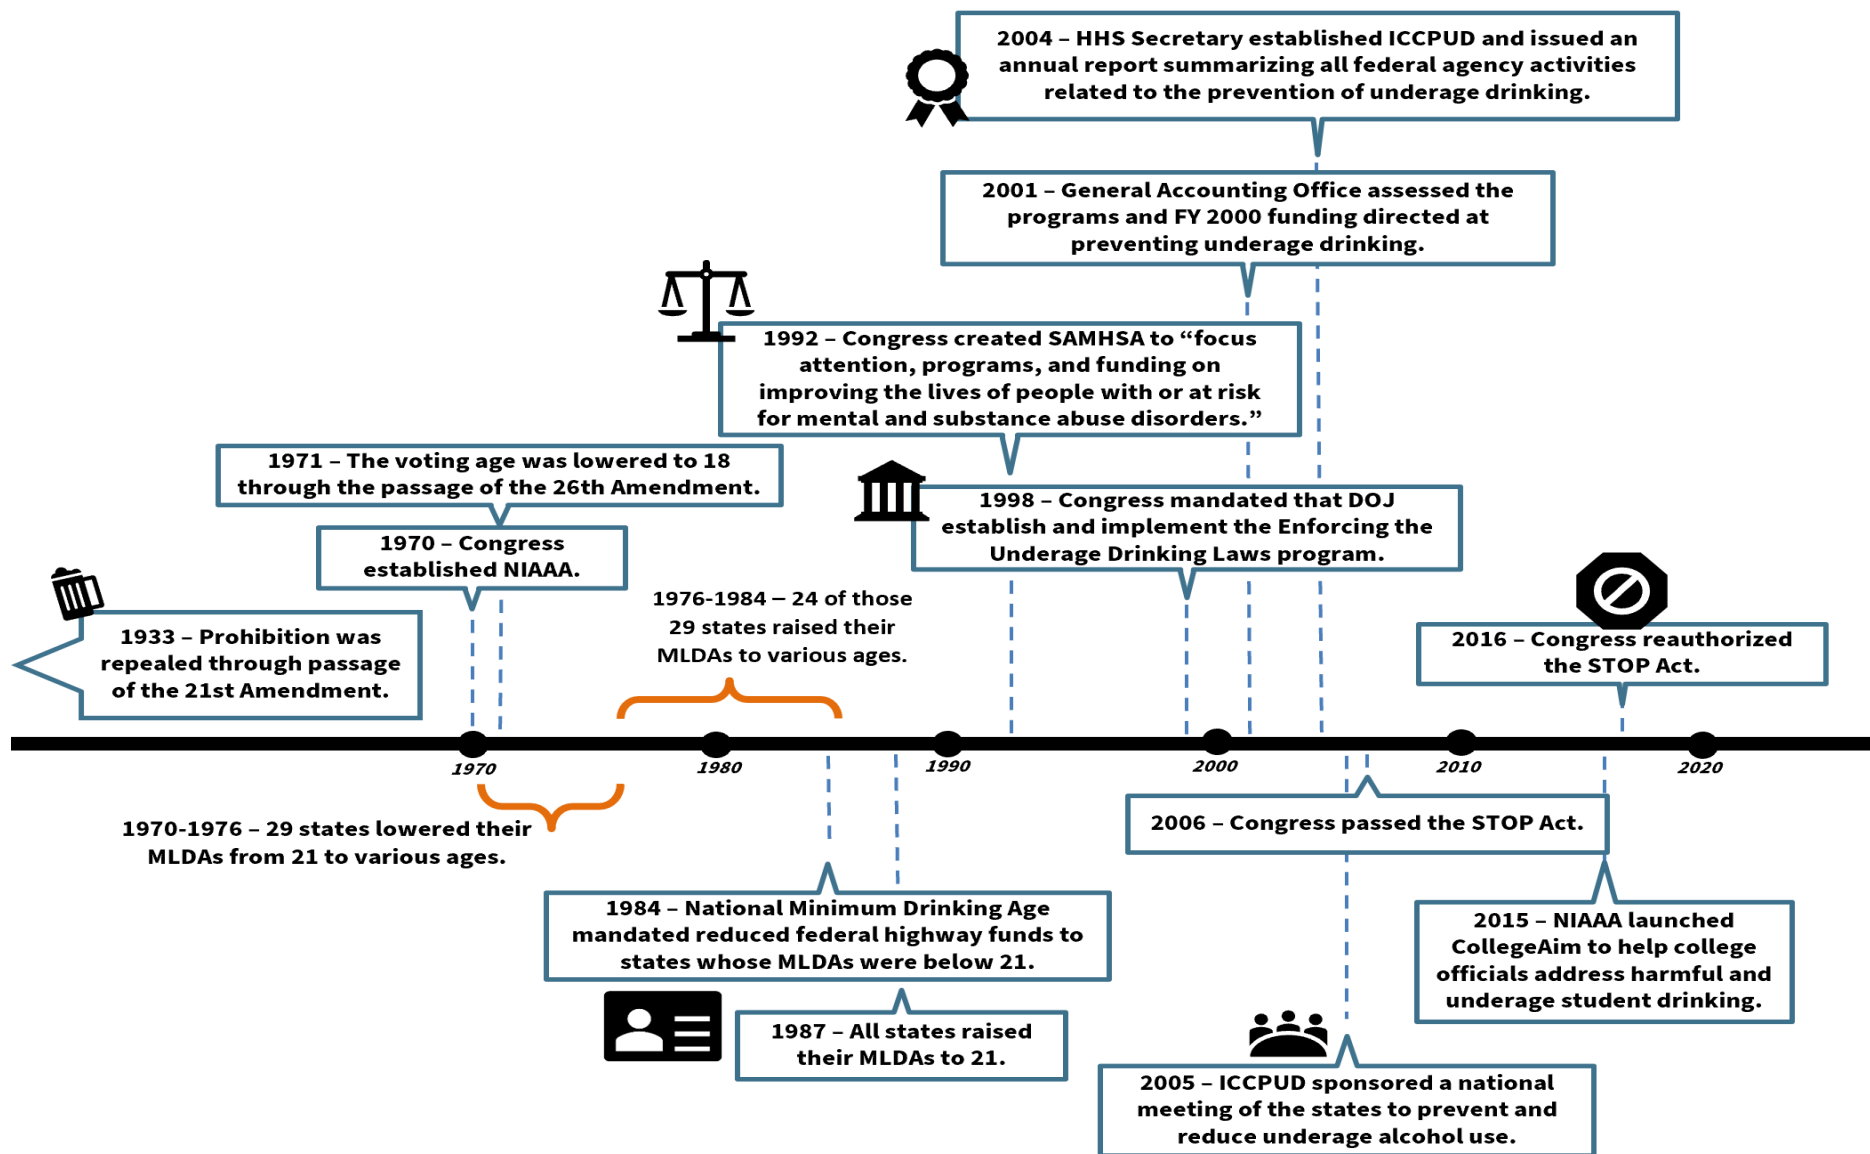 2004 – HHS Secretary established ICCPUD and issued an
annual report summarizing all federal agency activities
related to the prevention of underage drinking.
2001 – General Accounting Office assessed the
programs and FY 2000 funding directed at
preventing underage drinking.
1992 – Congress created SAMHSA to “focus
attention, programs, and funding on
improving the lives of people with or at risk
for mental and substance abuse disorders.”
1971 – The voting age was lowered to 18
through the passage of the 26th Amendment.
1998 – Congress mandated that DOJ
establish and implement the Enforcing the
Underage Drinking Laws program.
1970 – Congress
established NIAAA.
1976-1984 – 24 of those
29 states raised their
MLDAs to various ages.
1933 – Prohibition was
repealed through passage
of the 21st Amendment.
2016 – Congress reauthorized
the STOP Act.
1970
1980
1990
2000
2010
2020
1970-1976 – 29 states lowered their
MLDAs from 21 to various ages.
2006 – Congress passed the STOP Act.
1984 – National Minimum Drinking Age
mandated reduced federal highway funds to
states whose MLDAs were below 21.
2015 – NIAAA launched
CollegeAim to help college
officials address harmful and
underage student drinking.
1987 – All states raised
their MLDAs to 21.
2005 – ICCPUD sponsored a national
meeting of the states to prevent and
reduce underage alcohol use.